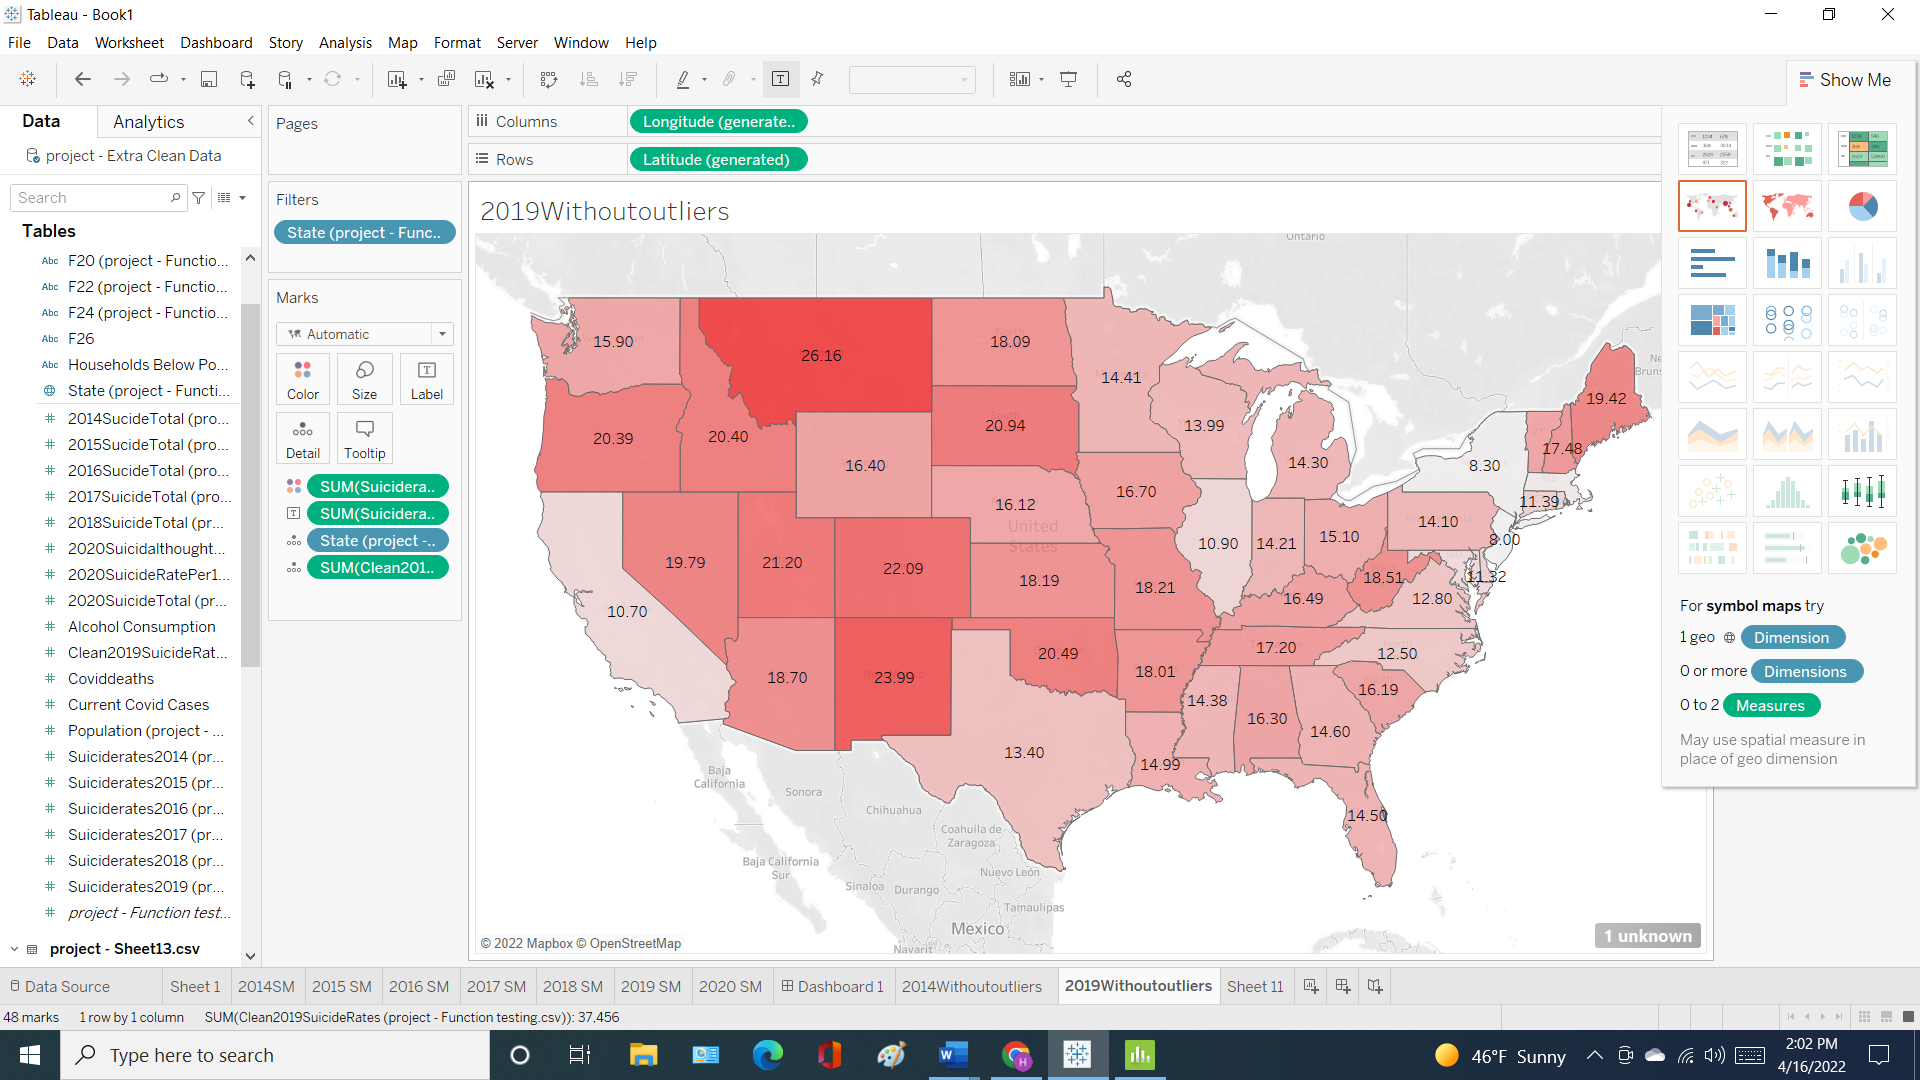 Tableau - Book1
File Data Worksheet Dashboard Story Analysis Map Format Server Window Help
Show Me
Data Analytics
project - Extra Clean Data
Search
Tables
Abc F20 (project - Functio...
Abc F22 (project - Functio...
Abc F24 (project - Functio...
Abc F26
Abc Households Below Po...
State (project - Functi...
# 2014SucideTotal (pro...
# 2015SucideTotal (pro...
# 2016SucideTotal (pro...
# 2017SuicideTotal (pro...
# 2018SuicideTotal (pr...
# 2020Suicidalthought...
# 2020SuicideRatePer1...
# 2020SuicideTotal (pr...
# Alcohol Consumption
# Clean2019SuicideRat...
# Coviddeaths
# Current Covid Cases
# Population (project - ...
# Suiciderates2014 (pr...
# Suiciderates2015 (pr...
# Suiciderates2016 (pr...
# Suiciderates2017 (pr...
# Suiciderates2018 (pr...
# Suiciderates2019 (pr...
# project - Function test...
project - Sheet13.csv
Pages
Filters
State (project - Func..
Marks
Automatic
Color Size Label
Detail Tooltip
SUM(Suicidera..
SUM(Suicidera..
State (project -..
SUM(Clean201..
Columns Longitude (generate..
Rows Latitude (generated)
2019Withoutoutliers
Ontario
15.90
26.16
North
18.09
14.41
New
Bruns
19.42
20.39
20.40
South
20.94
13.99
VT
17.48
16.40
14.30
8.30
16.12
16.70
MA
11.39
United
States
14.10
10.90
14.21
15.10
8.00
19.79
21.20
22.09
18.19
18.21
18.51
11.32
10.70
16.49
12.80
18.70
23.99
20.49
18.01
17.20
North
12.50
14.38
16.30
16.19
14.60
13.40
14.99
14.50
Baja
California
Sonora
Chihuahua
Coahuila de
Zaragoza
Baja California
Sur
Nuevo León
Sinaloa
Durango
Tamaulipas
Mexico
Navarit
© 2022 Mapbox © OpenStreetMap
1 unknown
For symbol maps try
1 geo Dimension
0 or more Dimensions
0 to 2 Measures
May use spatial measure in
place of geo dimension
Data Source Sheet 1 2014SM 2015 SM 2016 SM 2017 SM 2018 SM 2019 SM 2020 SM Dashboard 1 2014Withoutoutliers 2019Withoutoutliers Sheet 11
48 marks 1 row by 1 column SUM(Clean2019SuicideRates (project - Function testing.csv)): 37,456
Type here to search
46°F Sunny
2:02 PM
4/16/2022